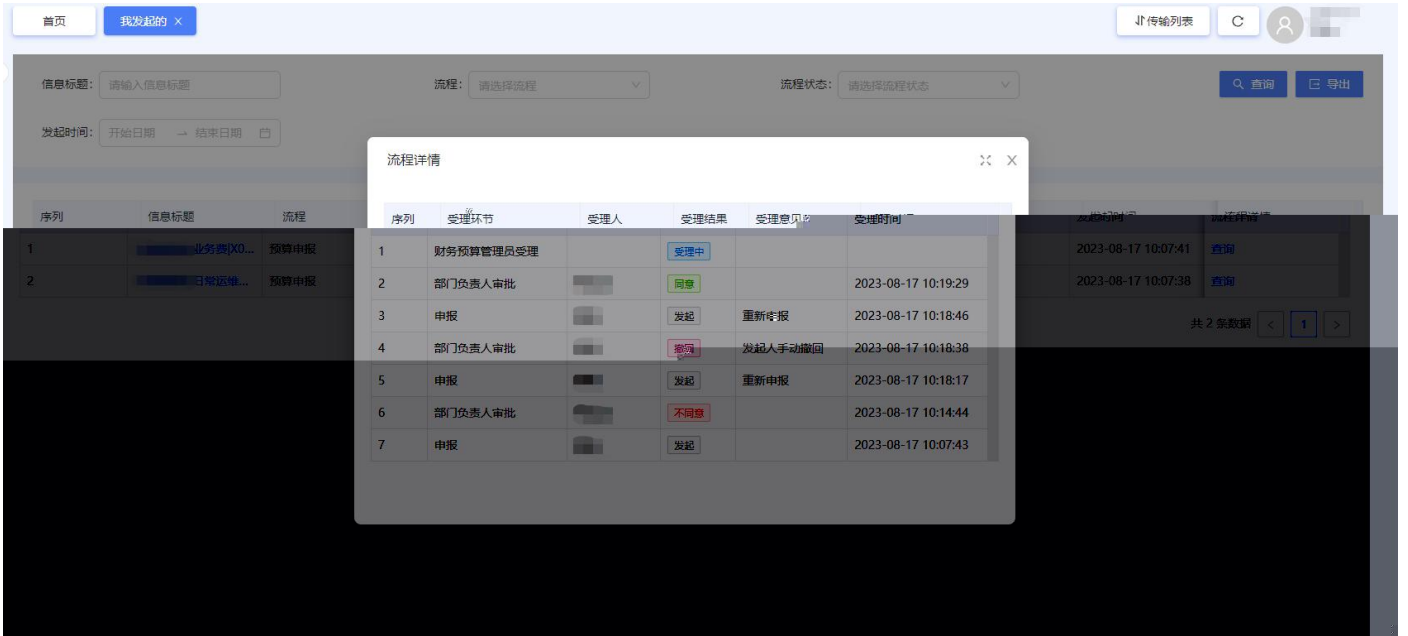 首页 我发起的 × 传输列表
信息标题: 请输入信息标题 流程: 请选择流程 流程状态: 请选择流程状态 查询 导出
发起时间: 开始日期 → 结束日期
流程详情
序列 信息标题 流程 序列 受理环节 受理人 受理结果 受理意见 受理时间 发起时间 流程详情
1 业务费[X0... 预算申报 1 财务预算管理员受理 受理中 2023-08-17 10:07:41 查询
2 日常运维... 预算申报 2 部门负责人审批 同意 2023-08-17 10:19:29 2023-08-17 10:07:38 查询
3 申报 发起 重新申报 2023-08-17 10:18:46 共 2 条数据 < 1 >
4 部门负责人审批 撤回 发起人手动撤回 2023-08-17 10:18:38
5 申报 发起 重新申报 2023-08-17 10:18:17
6 部门负责人审批 不同意 2023-08-17 10:14:44
7 申报 发起 2023-08-17 10:07:43